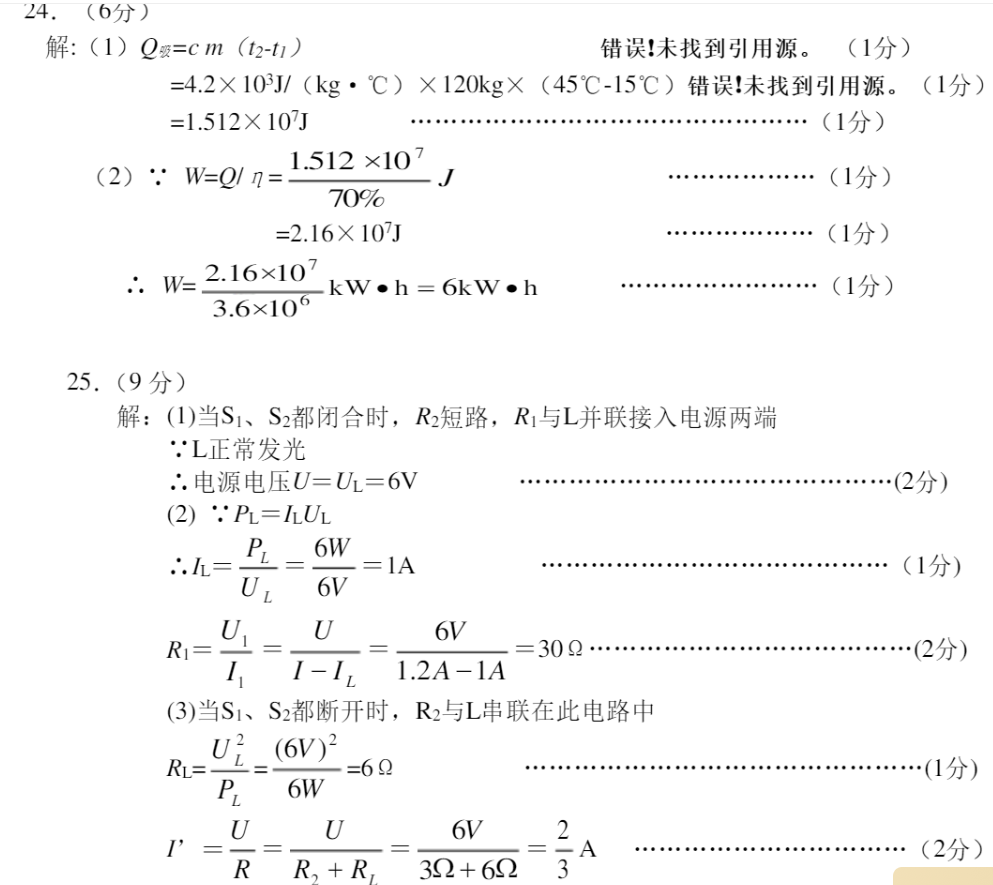 24．（6分）
解:（1）Q吸=c m（t2-t1） 错误!未找到引用源。（1分）
=4.2×10³J/（kg·℃）×120kg×（45℃-15℃）错误!未找到引用源。（1分）
=1.512×10⁷J ……………………………………………（1分）
（2）∵ W=Q/η=1.512×10⁷/70% J ………………（1分）
=2.16×10⁷J ………………（1分）
∴ W=2.16×10⁷/3.6×10⁶ kW•h＝6kW•h ……………………（1分）
25.（9 分）
解：(1)当S₁、S₂都闭合时，R₂短路，R₁与L并联接入电源两端
∵L正常发光
∴电源电压U＝UL＝6V ………………………………………(2分)
(2) ∵PL＝ILUL
∴IL＝PL/UL＝6W/6V＝1A ……………………………………（1分)
R₁＝U₁/I₁＝U/I－IL＝6V/1.2A－1A＝30Ω…………………………………(2分)
(3)当S₁、S₂都断开时，R₂与L串联在此电路中
RL=UL²/PL=(6V)²/6W=6Ω …………………………………………(1分)
I’＝U/R＝U/R₂＋RL＝6V/3Ω＋6Ω＝2/3 A ……………………………（2分）